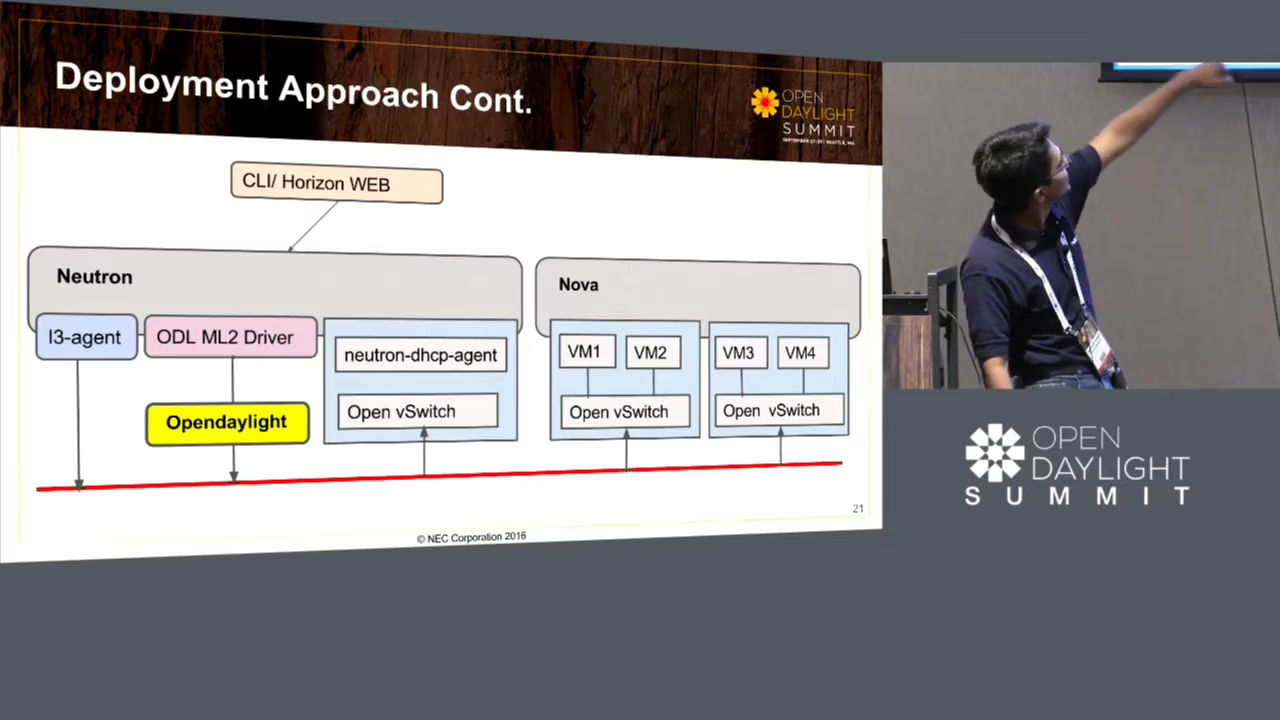 Deployment Approach Cont.
OPEN
DAYLIGHT
SUMMIT
CLI/ Horizon WEB
Neutron
Nova
l3-agent
ODL ML2 Driver
neutron-dhcp-agent
VM1
VM2
VM3
VM4
Opendaylight
Open vSwitch
Open vSwitch
Open vSwitch
21
© NEC Corporation 2016
OPEN
DAYLIGHT
SUMMIT